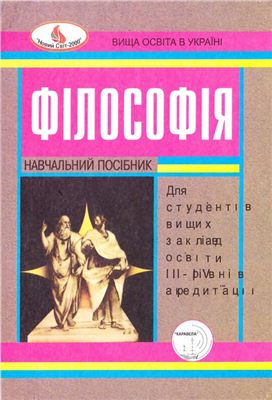 "Новий Світ-2000"
ВИЩА ОСВІТА В УКРАЇНІ
ФІЛОСОФІЯ
НАВЧАЛЬНИЙ ПОСІБНИК
Для
студентів
вищих
закладів
освіти
III-IV рівнів
акредитації
"КАРАВЕЛА"